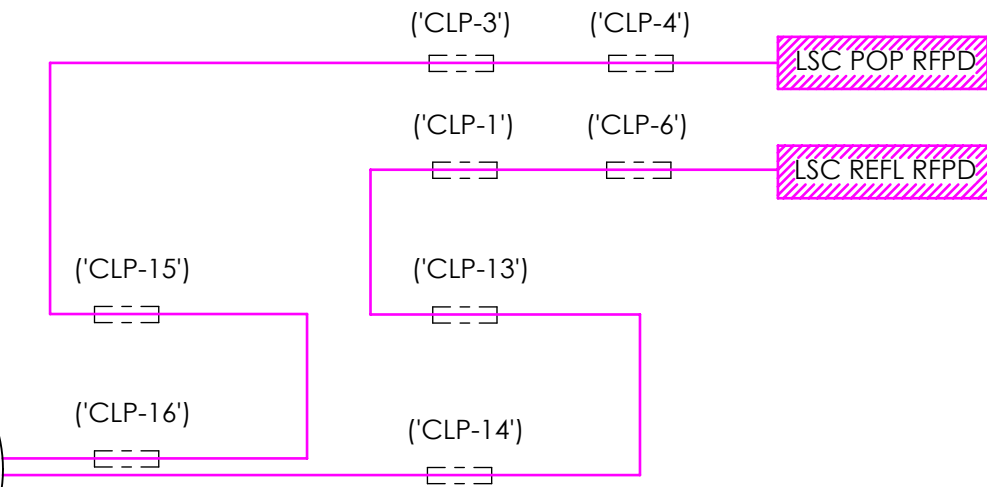 ('CLP-3')
('CLP-4')
LSC POP RFPD
('CLP-1')
('CLP-6')
LSC REFL RFPD
('CLP-15')
('CLP-13')
('CLP-16')
('CLP-14')